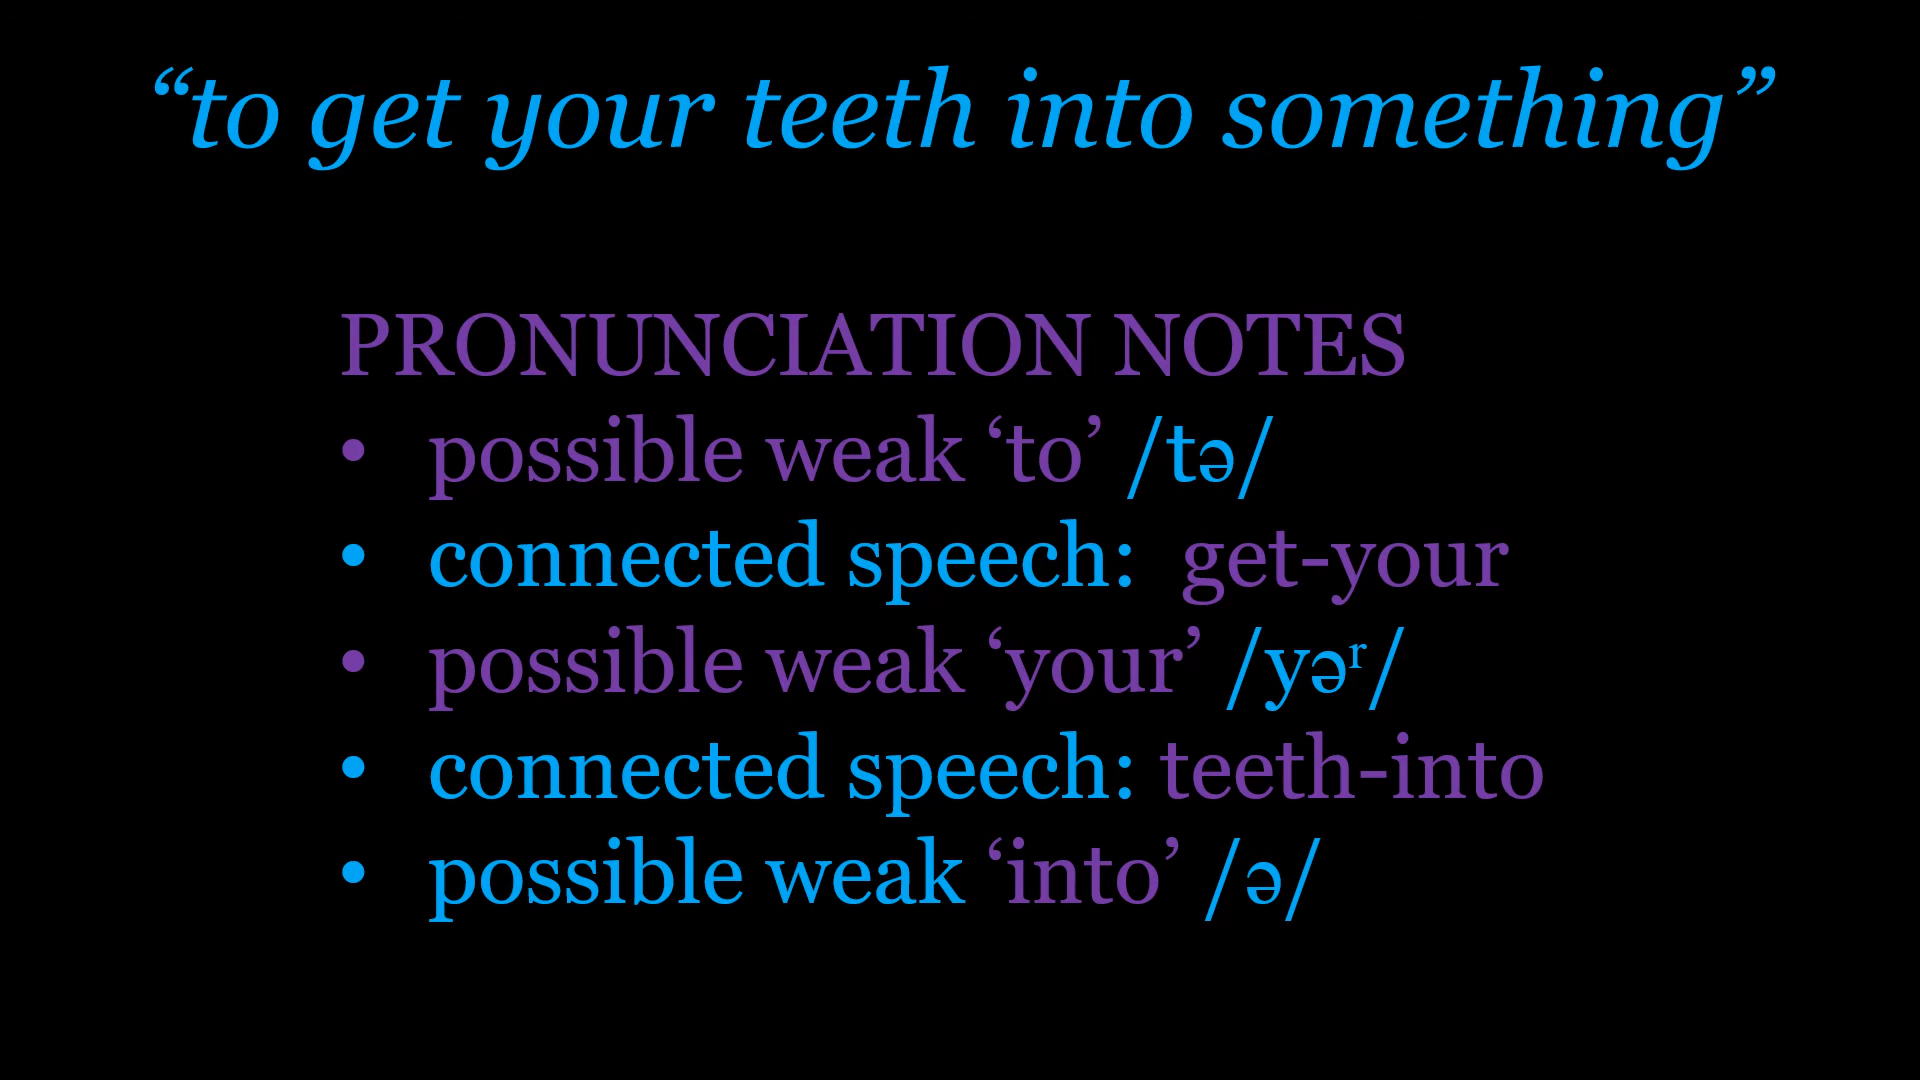 “to get your teeth into something”
PRONUNCIATION NOTES
• possible weak ‘to’ /tə/
• connected speech: get-your
• possible weak ‘your’ /yəʳ/
• connected speech: teeth-into
• possible weak ‘into’ /ə/